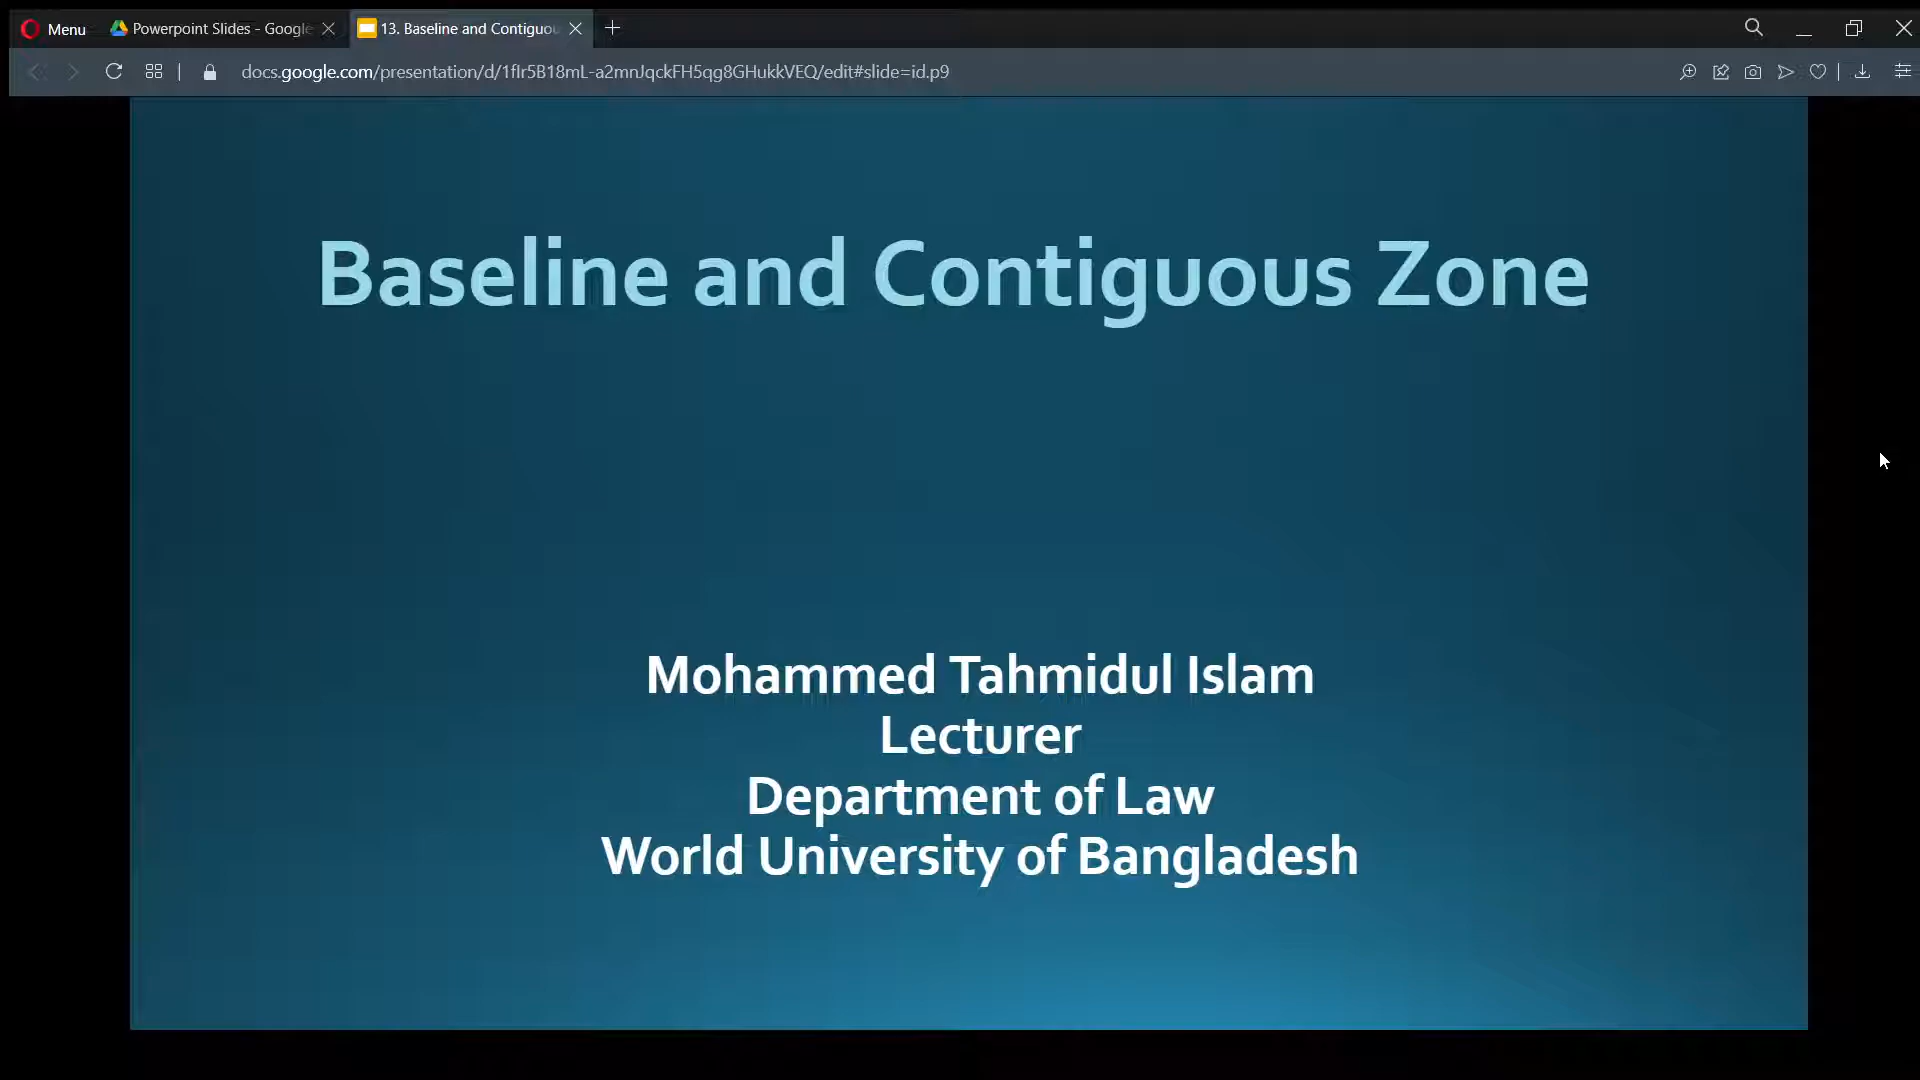 Menu
Powerpoint Slides - Google
13. Baseline and Contiguou
docs.google.com/presentation/d/1flr5B18mL-a2mnJqckFH5qg8GHukkVEQ/edit#slide=id.p9
Baseline and Contiguous Zone
Mohammed Tahmidul Islam
Lecturer
Department of Law
World University of Bangladesh